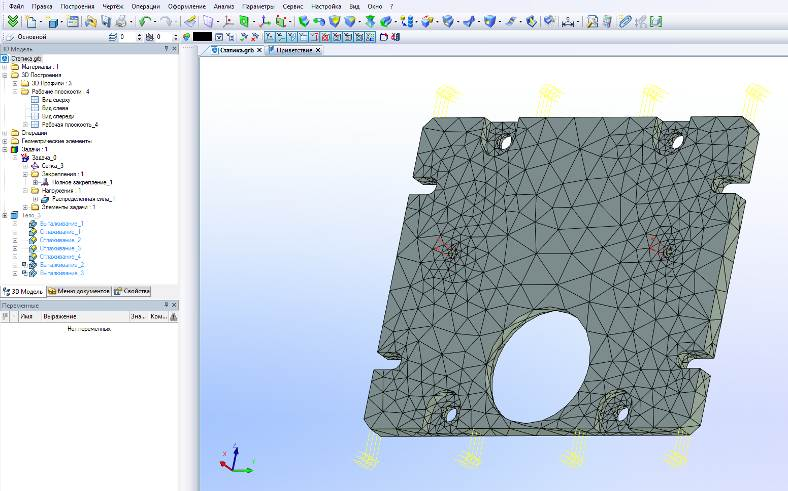 Файл Правка Построения Чертёж Операции Оформление Анализ Параметры Сервис Настройка Вид Окно ?
Основной 0 0
3D Модель
Статика.grb Приветствие
Статика.grb
Материалы : 1
3D Построения
3D Профили : 3
Рабочие плоскости : 4
Вид сверху
Вид слева
Вид спереди
Рабочая плоскость_4
Операции
Геометрические элементы
Задачи : 1
Задача_0
Сетка_3
Закрепления : 1
Полное закрепление_1
Нагружения : 1
Распределенная сила_1
Элементы задачи : 1
Тело_3
Выталкивание_1
Сглаживание_1
Сглаживание_2
Сглаживание_3
Сглаживание_4
Выталкивание_2
Выталкивание_3
3D Модель Меню документов Свойства
Переменные
Имя Выражение Зна... Ком...
Нет переменных
X Z Y